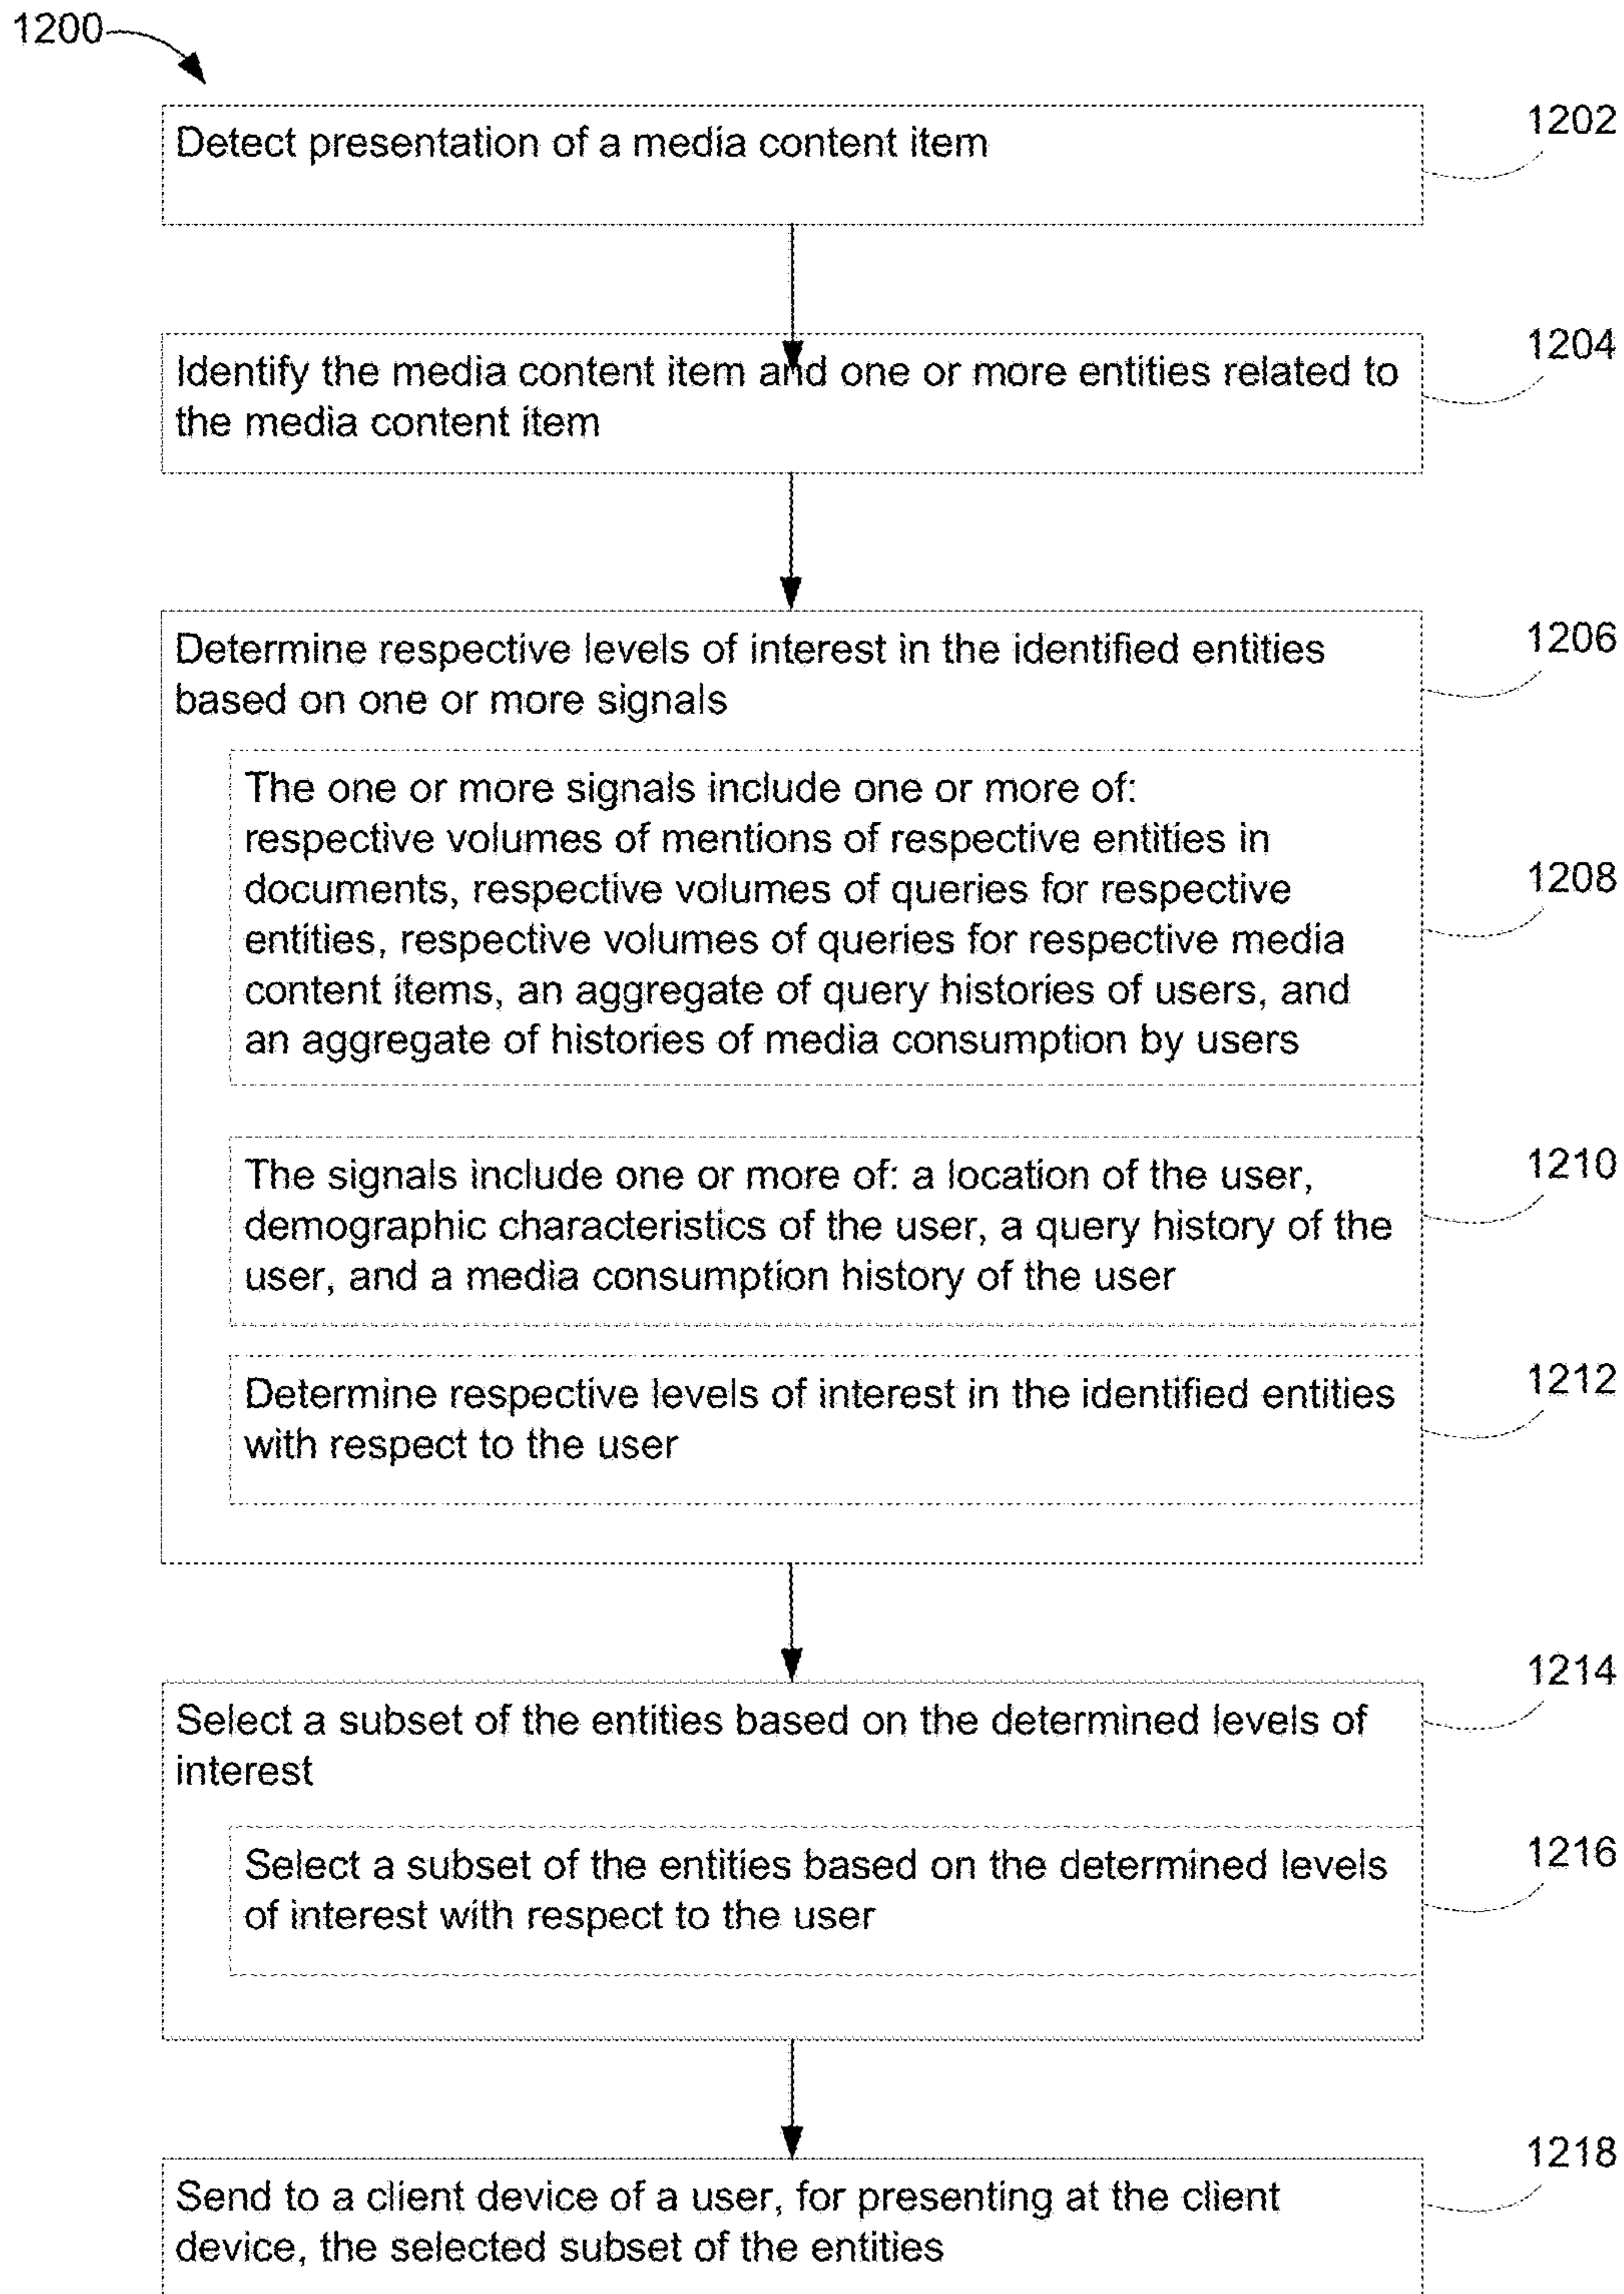 1200
Detect presentation of a media content item
1202
Identify the media content item and one or more entities related to
the media content item
1204
Determine respective levels of interest in the identified entities
based on one or more signals
1206
The one or more signals include one or more of:
respective volumes of mentions of respective entities in
documents, respective volumes of queries for respective
entities, respective volumes of queries for respective media
content items, an aggregate of query histories of users, and
an aggregate of histories of media consumption by users
1208
The signals include one or more of: a location of the user,
demographic characteristics of the user, a query history of the
user, and a media consumption history of the user
1210
Determine respective levels of interest in the identified entities
with respect to the user
1212
Select a subset of the entities based on the determined levels of
interest
1214
Select a subset of the entities based on the determined levels
of interest with respect to the user
1216
Send to a client device of a user, for presenting at the client
device, the selected subset of the entities
1218